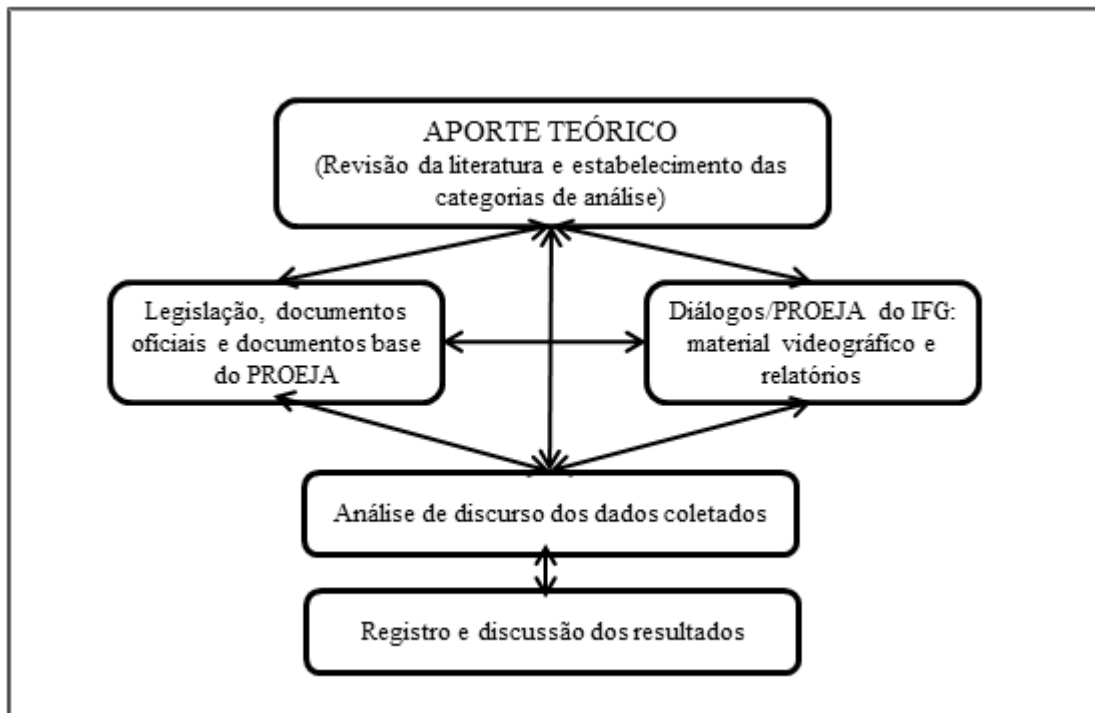 APORTE TEÓRICO
(Revisão da literatura e estabelecimento das
categorias de análise)
Legislação, documentos
oficiais e documentos base
do PROEJA
Diálogos/PROEJA do IFG:
material videográfico e
relatórios
Análise de discurso dos dados coletados
Registro e discussão dos resultados